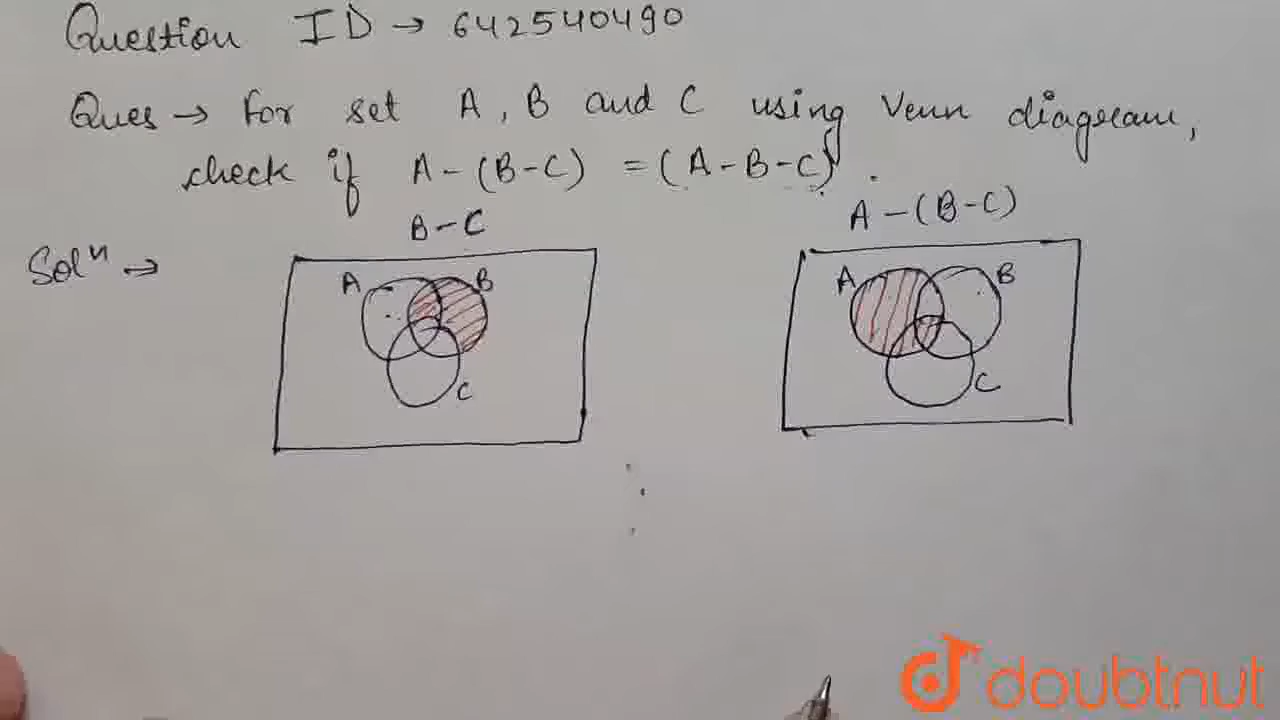 Question ID → 642540490
Ques → For set A, B and C using Venn diagram,
check if A - (B-C) = (A-B-C).
B-C
A - (B-C)
Solⁿ →
A B
C
A B
C
doubtnut